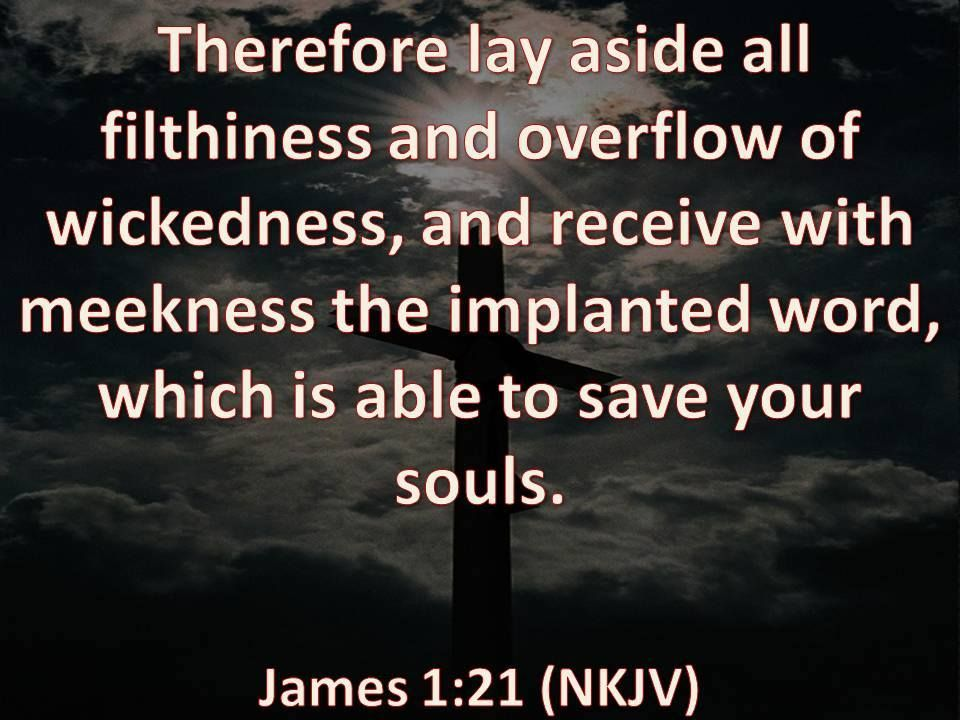 Therefore lay aside all
filthiness and overflow of
wickedness, and receive with
meekness the implanted word,
which is able to save your
souls.
James 1:21 (NKJV)